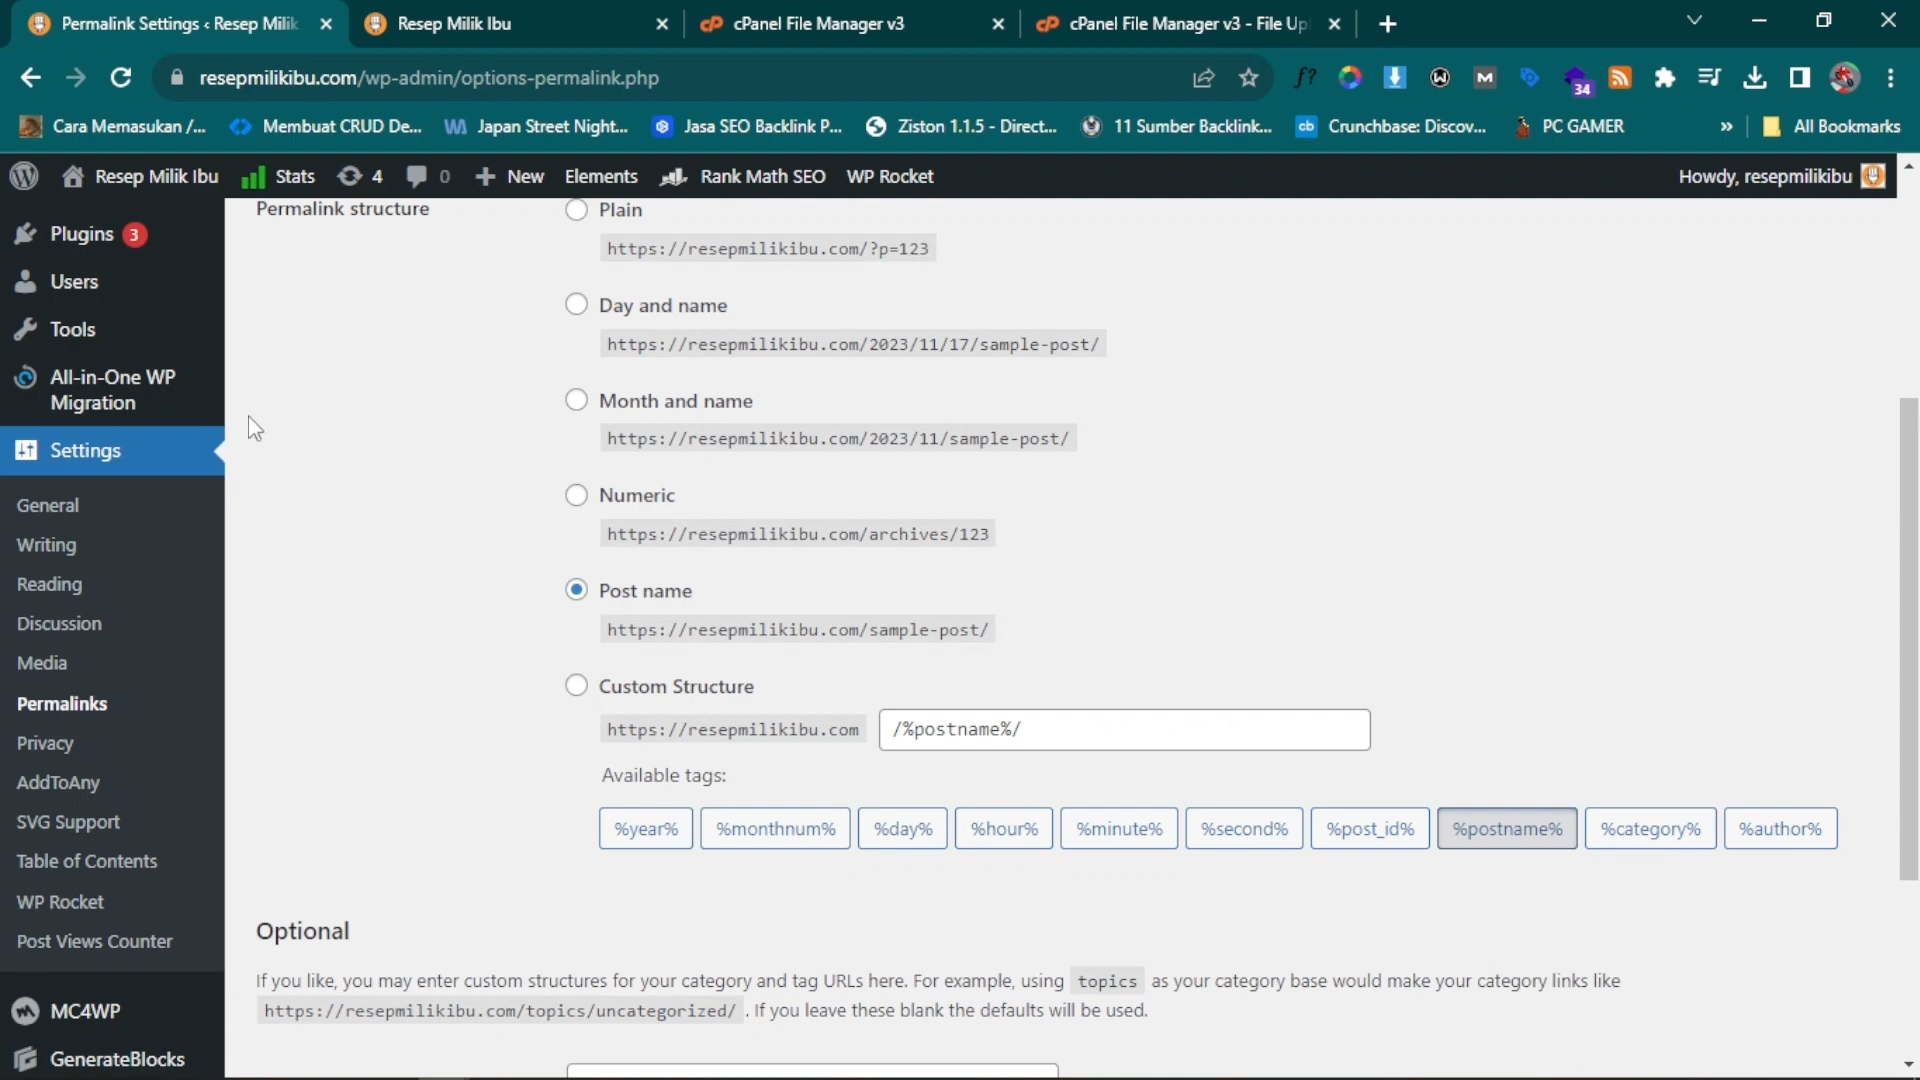 Permalink Settings ‹ Resep Milik
Resep Milik Ibu
cPanel File Manager v3
cPanel File Manager v3 - File Up
resepmilikibu.com/wp-admin/options-permalink.php
f?
34
Cara Memasukan /...
Membuat CRUD De...
Japan Street Night...
Jasa SEO Backlink P...
Ziston 1.1.5 - Direct...
11 Sumber Backlink...
cb Crunchbase: Discov...
PC GAMER
»
All Bookmarks
Resep Milik Ibu
Stats
4
0
New
Elements
Rank Math SEO
WP Rocket
Howdy, resepmilikibu
Plugins 3
Users
Tools
All-in-One WP
Migration
Settings
General
Writing
Reading
Discussion
Media
Permalinks
Privacy
AddToAny
SVG Support
Table of Contents
WP Rocket
Post Views Counter
MC4WP
GenerateBlocks
Permalink structure
Plain
https://resepmilikibu.com/?p=123
Day and name
https://resepmilikibu.com/2023/11/17/sample-post/
Month and name
https://resepmilikibu.com/2023/11/sample-post/
Numeric
https://resepmilikibu.com/archives/123
Post name
https://resepmilikibu.com/sample-post/
Custom Structure
https://resepmilikibu.com /%postname%/
Available tags:
%year% %monthnum% %day% %hour% %minute% %second% %post_id% %postname% %category% %author%
Optional
If you like, you may enter custom structures for your category and tag URLs here. For example, using topics as your category base would make your category links like
https://resepmilikibu.com/topics/uncategorized/ . If you leave these blank the defaults will be used.